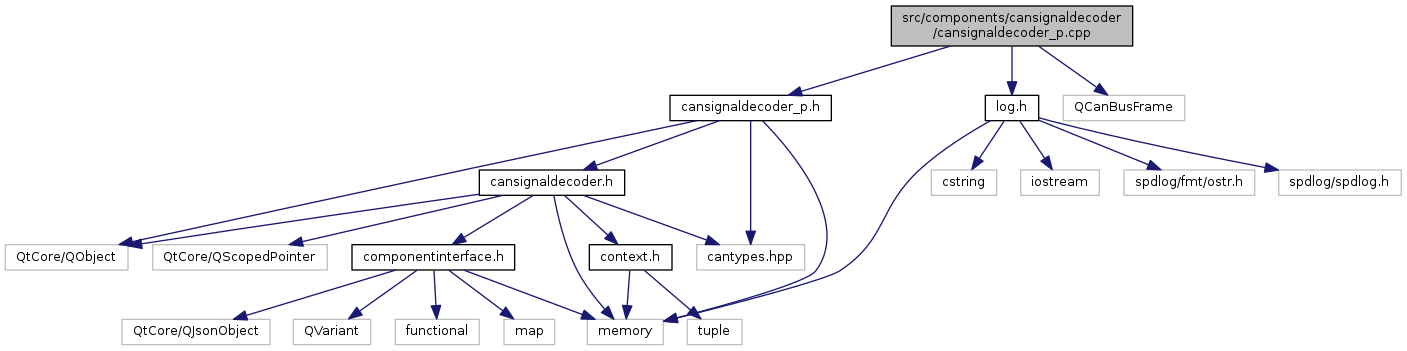 src/components/cansignaldecoder
/cansignaldecoder_p.cpp
cansignaldecoder_p.h
log.h
QCanBusFrame
cansignaldecoder.h
cstring
iostream
spdlog/fmt/ostr.h
spdlog/spdlog.h
QtCore/QObject
QtCore/QScopedPointer
componentinterface.h
context.h
cantypes.hpp
QtCore/QJsonObject
QVariant
functional
map
memory
tuple